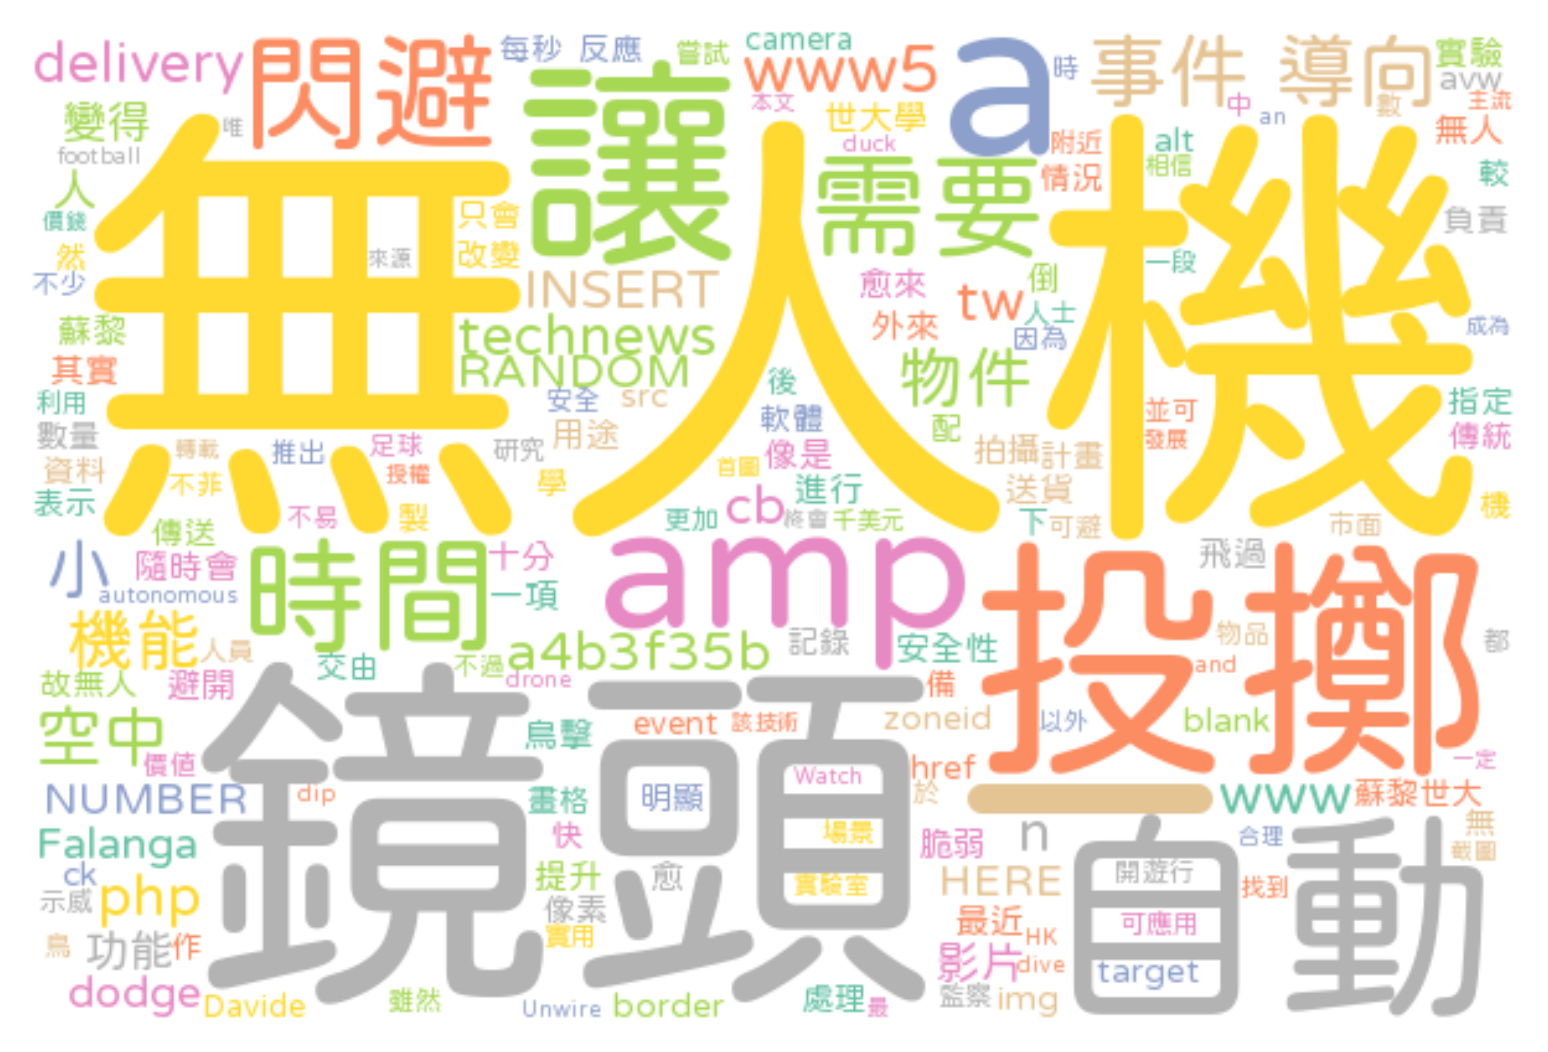 delivery 閃避 每秒 反應 嘗試 camera www5 a 時 事件 導向 實驗
變得 唯 讓 本文 世大學 中 an 數 avw 主流
football duck 附近 alt 無人
人 需要 情況 相信 較
無人機
價錢 只會 負責
然 來源 改變 一段
不少 INSERT 愈來 tw 倒 人士
蘇黎 technews 外來 因為 成為
其實 RANDOM 物件
利用 安全 src 後 並可 指定
數量 轉載 推出 足球 研究 用途 軟體 配 發展 傳統
資料 不菲 授權 學 首圖 像是 拍攝 計畫
表示 不易 製 更加 cb 進行 送貨 機
傳送 終會 千美元 下 可避 市面
小 隨時會 時間 十分 amp 投擲 飛過
autonomous 一項
機能 人員 交由 不過 a4b3f35b 記錄 安全性 物品 都
故無人 避開 drone 備 and
空中 鏡頭 鳥擊 event 該技術 zoneid 以外 blank
價值 Watch href 一定
NUMBER dip 畫格 明顯 於 一 www 蘇黎世大
Falanga 快 場景 脆弱 n 自動 合理 無
ck 提升 愈 實驗室 HERE 開遊行 找到 截圖
示威 php 像素 最近 可應用
鳥 功能 作 實用 影片 HK dive target
dodge Davide 雖然 Unwire border 處理 最 監察 img